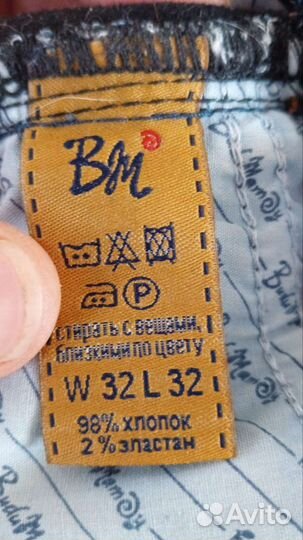 BM
P
стирать с вещами,
близкими по цвету
W 32 L 32
98% хлопок
2% эластан
Avito